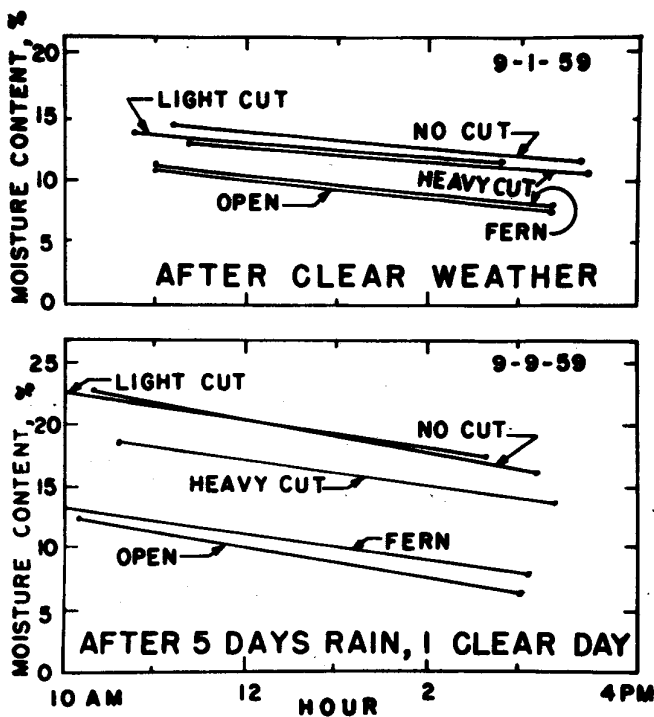 MOISTURE CONTENT, %
20
15
10
5
0
9-1-59
LIGHT CUT
NO CUT
HEAVY CUT
OPEN
FERN
AFTER CLEAR WEATHER
MOISTURE CONTENT, %
25
20
15
10
5
0
9-9-59
LIGHT CUT
NO CUT
HEAVY CUT
FERN
OPEN
AFTER 5 DAYS RAIN, 1 CLEAR DAY
10 AM 12 2 4 PM
HOUR